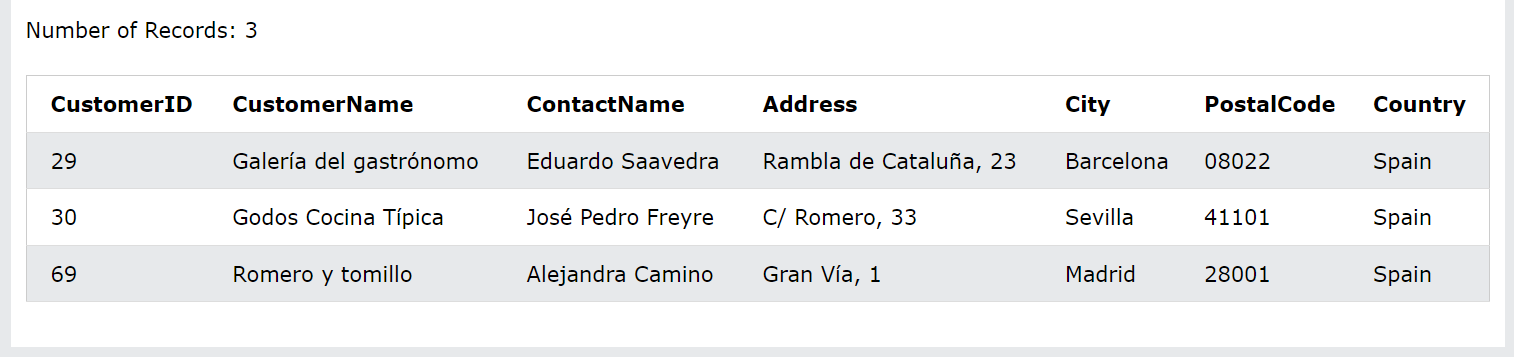 Number of Records: 3
CustomerID CustomerName ContactName Address City PostalCode Country
29 Galería del gastrónomo Eduardo Saavedra Rambla de Cataluña, 23 Barcelona 08022 Spain
30 Godos Cocina Típica José Pedro Freyre C/ Romero, 33 Sevilla 41101 Spain
69 Romero y tomillo Alejandra Camino Gran Vía, 1 Madrid 28001 Spain